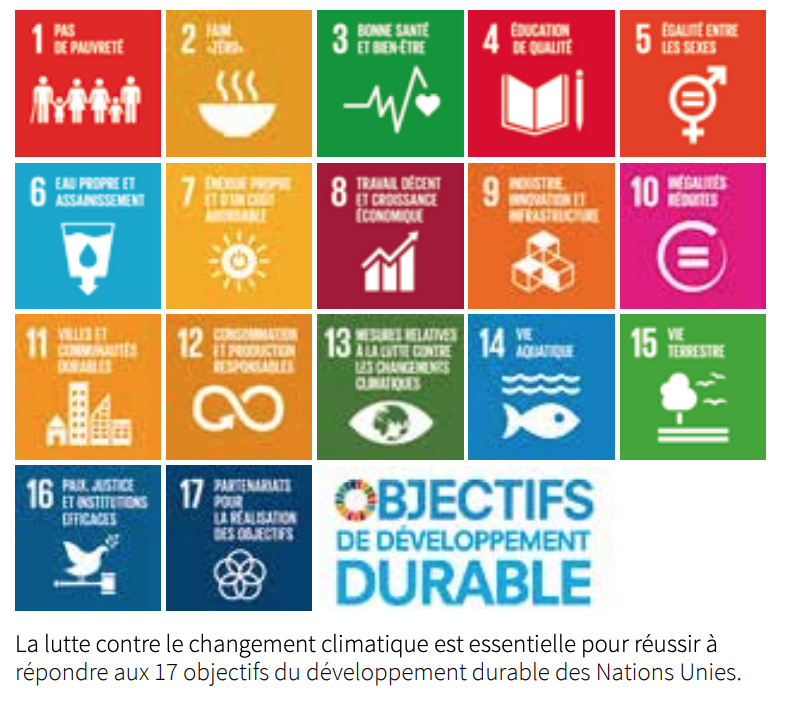 1 PAS
DE PAUVRETÉ
2 FAIM
«ZÉRO»
3 BONNE SANTÉ
ET BIEN-ÊTRE
4 ÉDUCATION
DE QUALITÉ
5 ÉGALITÉ ENTRE
LES SEXES
6 EAU PROPRE ET
ASSAINISSEMENT
7 ÉNERGIE PROPRE
ET D'UN COÛT
ABORDABLE
8 TRAVAIL DÉCENT
ET CROISSANCE
ÉCONOMIQUE
9 INDUSTRIE,
INNOVATION ET
INFRASTRUCTURE
10 INÉGALITÉS
RÉDUITES
11 VILLES ET
COMMUNAUTÉS
DURABLES
12 CONSOMMATION
ET PRODUCTION
RESPONSABLES
13 MESURES RELATIVES
À LA LUTTE CONTRE
LES CHANGEMENTS
CLIMATIQUES
14 VIE
AQUATIQUE
15 VIE
TERRESTRE
16 PAIX, JUSTICE
ET INSTITUTIONS
EFFICACES
17 PARTENARIATS
POUR
LA RÉALISATION
DES OBJECTIFS
OBJECTIFS
DE DÉVELOPPEMENT
DURABLE
La lutte contre le changement climatique est essentielle pour réussir à
répondre aux 17 objectifs du développement durable des Nations Unies.